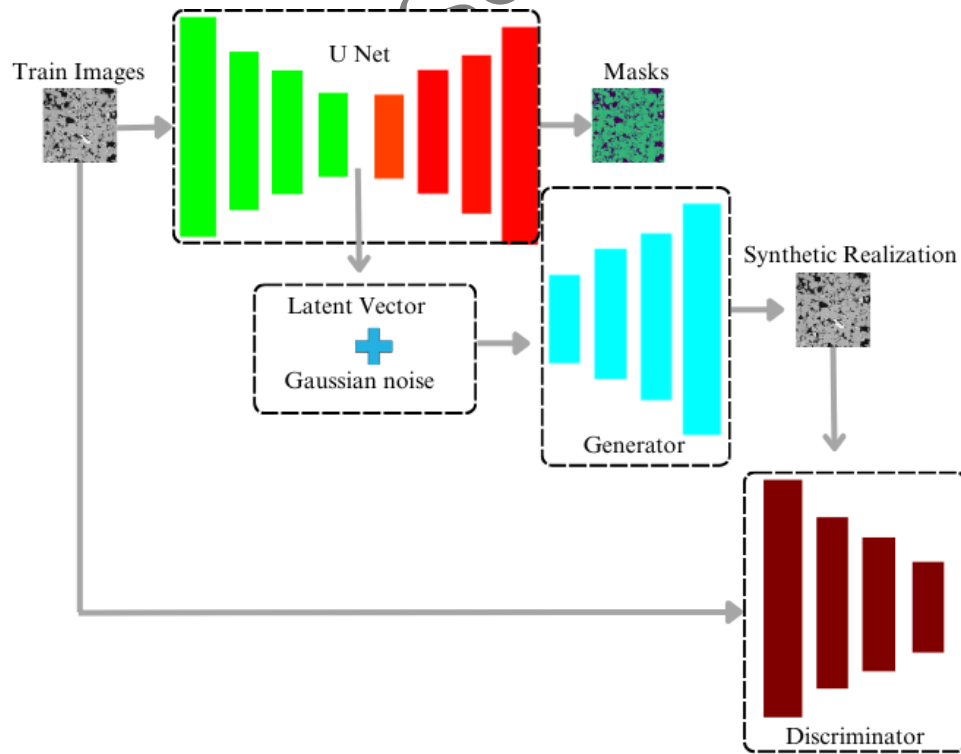 U Net
Train Images
Masks
Synthetic Realization
Latent Vector
Gaussian noise
Generator
Discriminator